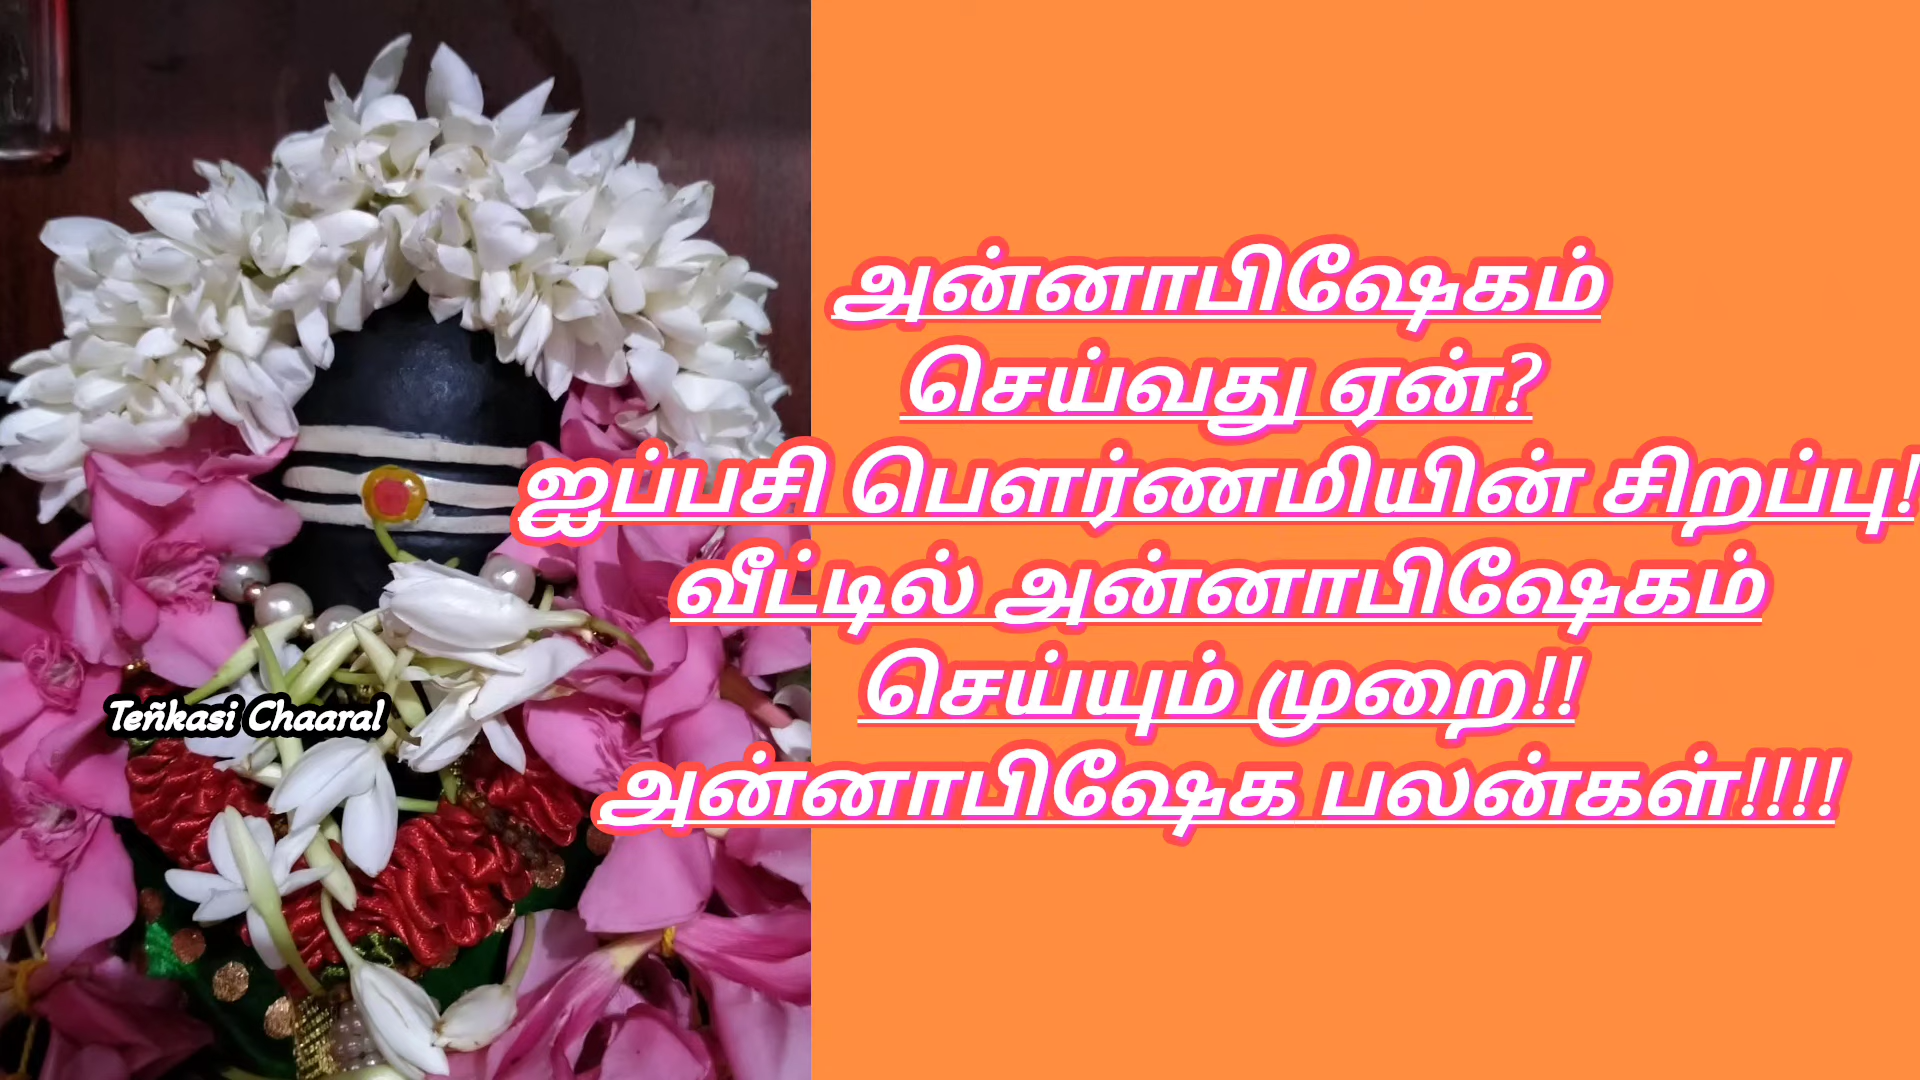 அன்னாபிஷேகம்
செய்வது ஏன்?
ஐப்பசி பௌர்ணமியின் சிறப்பு!
வீட்டில் அன்னாபிஷேகம்
செய்யும் முறை!!
அன்னாபிஷேக பலன்கள்!!!!
Teñkasi Chaaral